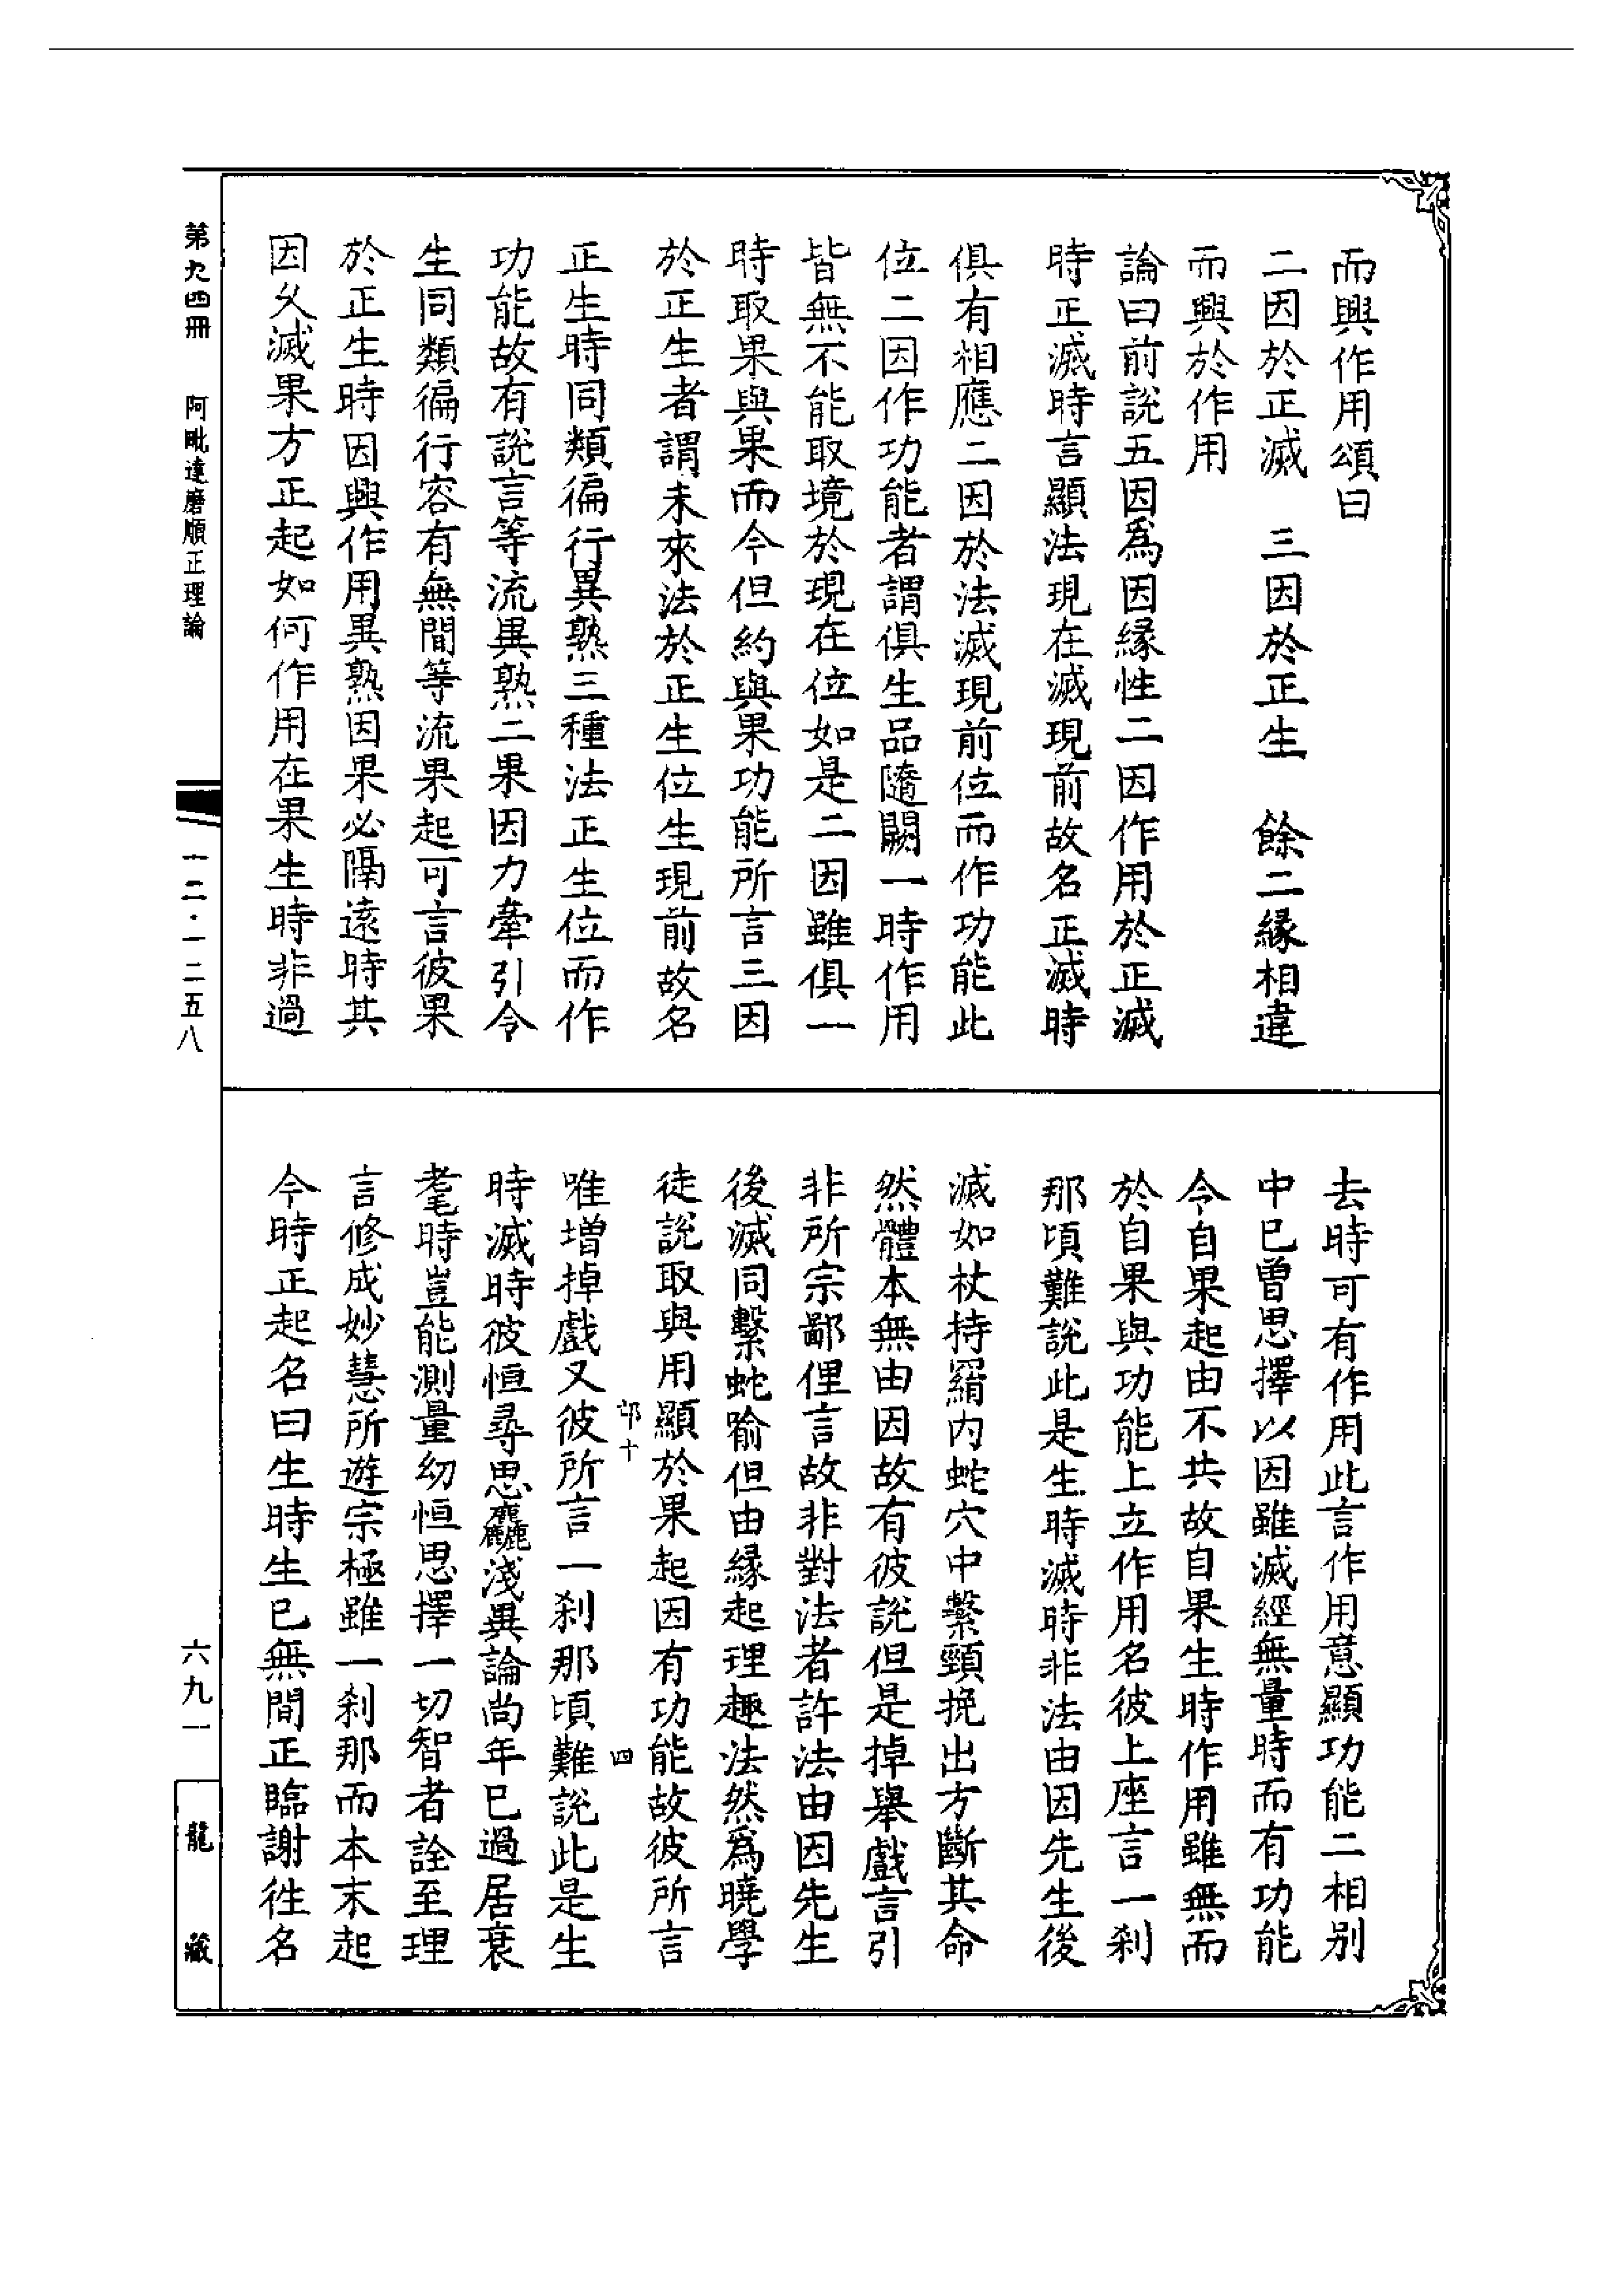 而興作用頌曰
二因於正滅　三因於正生　餘二緣相違
而興於作用
論曰前說五因爲因緣性二因作用於正滅
時正滅時言顯法現在滅現前故名正滅時
俱有相應二因於法滅現前位而作功能此
位二因作功能者謂俱生品隨闕一時作用
皆無不能取境於現在位如是二因雖俱一
時取果與果而今但約與果功能所言三因
於正生者謂未來法於正生位生現前故名
正生時同類徧行異熟三種法正生位而作
功能故有說言等流異熟二果因力牽引令
生同類徧行容有無間等流果起可言彼果
於正生時因興作用異熟因果必隔遠時其
因久滅果方正起如何作用在果生時非過
去時可有作用此言作用意顯功能二相別
中已曾思擇以因雖滅經無量時而有功能
令自果起由不共故自果生時作用雖無而
於自果與功能上立作用名彼上座言一刹
那頃難說此是生時滅時非法由因先生後
滅如杖持羂內蛇穴中繫頸挽出方斷其命
然體本無由因故有彼說但是掉舉戲言引
非所宗鄙俚言故非對法者許法由因先生
後滅同繫蛇喻但由緣起理趣法然爲曉學
徒說取與用顯於果起因有功能故彼所言
唯增掉戲又彼所言一刹那頃難說此是生
時滅時彼恒尋思麤淺異論尚年已過居衰
耄時豈能測量幼恒思擇一切智者詮至理
言修成妙慧所遊宗極雖一刹那而本末起
今時正起名曰生時生已無間正臨謝往名
第九四冊　阿毗達磨順正理論
一二·一二五八
六九一
龍藏
邙十
四